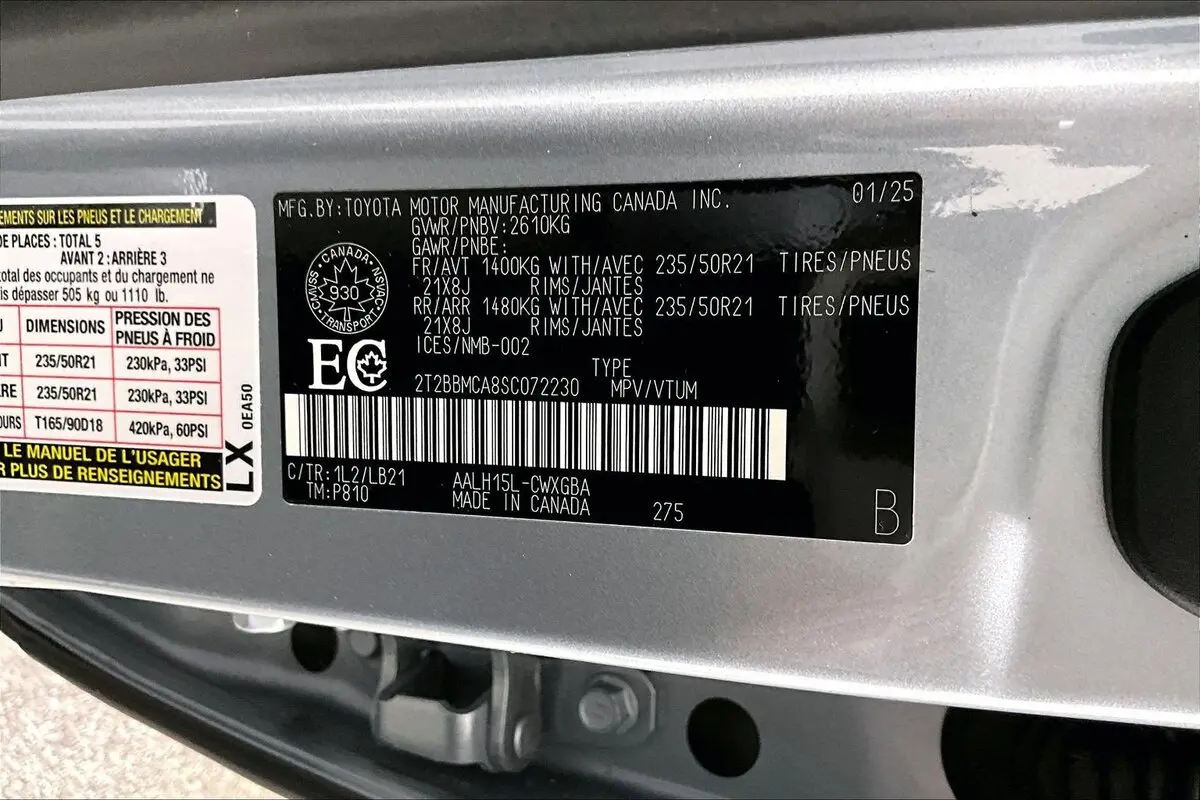 EMENTS SUR LES PNEUS ET LE CHARGEMENT
DE PLACES : TOTAL 5
AVANT 2 : ARRIÈRE 3
total des occupants et du chargement ne
is dépasser 505 kg ou 1110 lb.
U DIMENSIONS PRESSION DES PNEUS À FROID
NT 235/50R21 230kPa, 33PSI
ÈRE 235/50R21 230kPa, 33PSI
OURS T165/90D18 420kPa, 60PSI
LE MANUEL DE L'USAGER
R PLUS DE RENSEIGNEMENTS
LX 0EA50
MFG.BY:TOYOTA MOTOR MANUFACTURING CANADA INC. 01/25
GVWR/PNBV:2610KG
GAWR/PNBE:
FR/AVT 1400KG WITH/AVEC 235/50R21 TIRES/PNEUS
21X8J RIMS/JANTES
RR/ARR 1480KG WITH/AVEC 235/50R21 TIRES/PNEUS
21X8J RIMS/JANTES
ICES/NMB-002
CANADA
CMVSS 930 NSVAC
TRANSPORT
EC
TYPE
2T2BBMCA8SC072230 MPV/VTUM
C/TR:1L2/LB21 AALH15L-CWXGBA
TM:P810 MADE IN CANADA 275
B